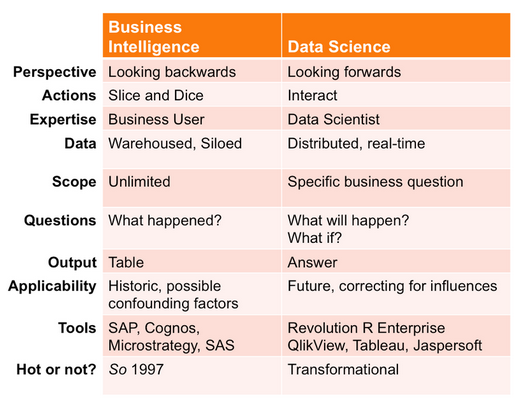 Business
Intelligence Data Science
Perspective Looking backwards Looking forwards
Actions Slice and Dice Interact
Expertise Business User Data Scientist
Data Warehoused, Siloed Distributed, real-time
Scope Unlimited Specific business question
Questions What happened? What will happen?
What if?
Output Table Answer
Applicability Historic, possible Future, correcting for influences
confounding factors
Tools SAP, Cognos, Revolution R Enterprise
Microstrategy, SAS QlikView, Tableau, Jaspersoft
Hot or not? So 1997 Transformational